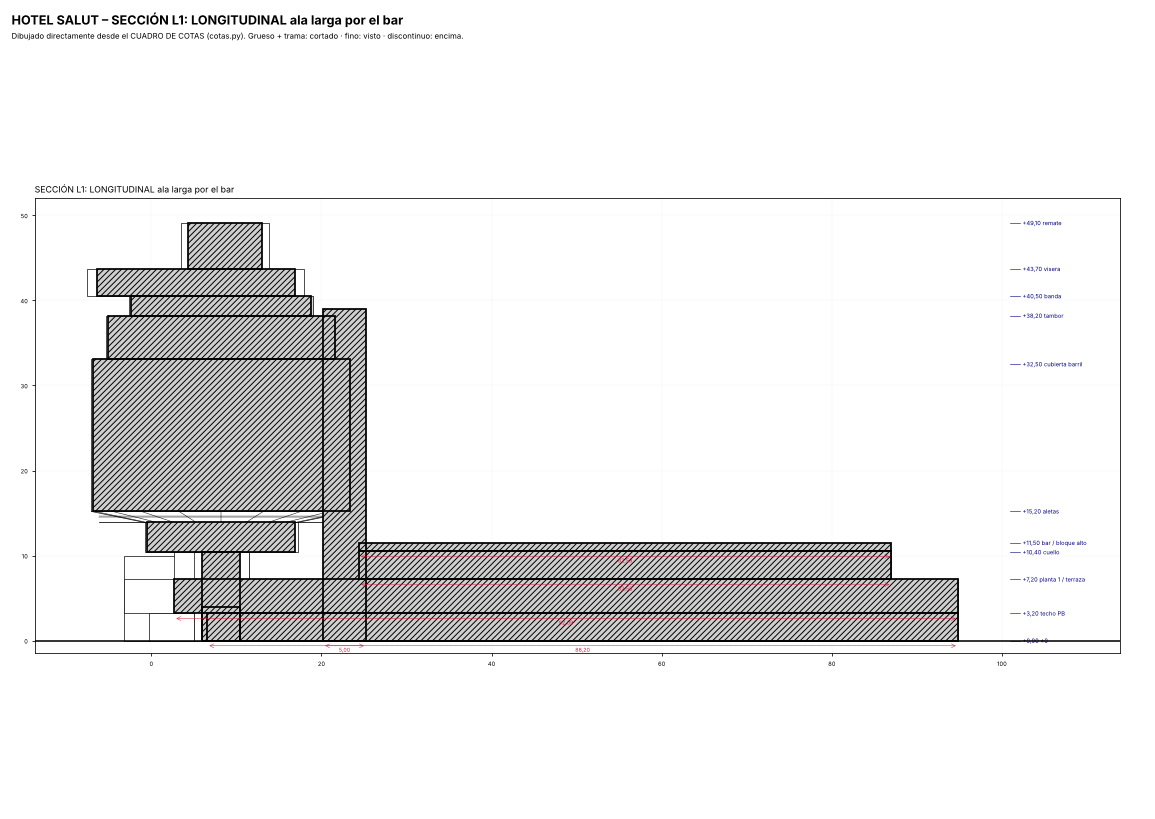 HOTEL SALUT – SECCIÓN L1: LONGITUDINAL ala larga por el bar
Dibujado directamente desde el CUADRO DE COTAS (cotas.py). Grueso + trama: cortado · fino: visto · discontinuo: encima.
SECCIÓN L1: LONGITUDINAL ala larga por el bar
50
+49,10 remate
+43,70 visera
40
+40,50 banda
+38,20 tambor
+32,50 cubierta barril
30
20
+15,20 aletas
+11,50 bar / bloque alto
10
+10,40 cuello
+7,20 planta 1 / terraza
+3,20 techo PB
0
5,00
88,20
0
20
40
60
80
100